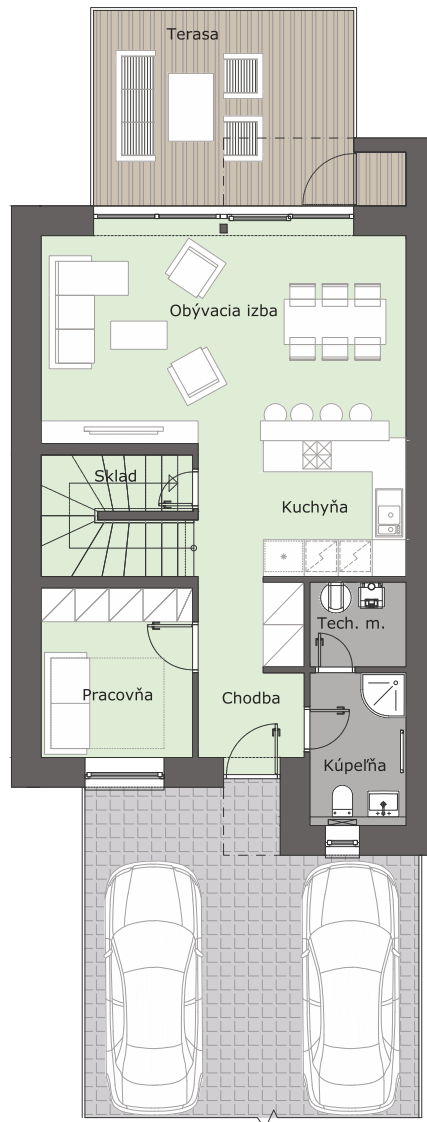 Terasa
Obývacia izba
Sklad
Kuchyňa
Tech. m.
Pracovňa
Chodba
Kúpeľňa